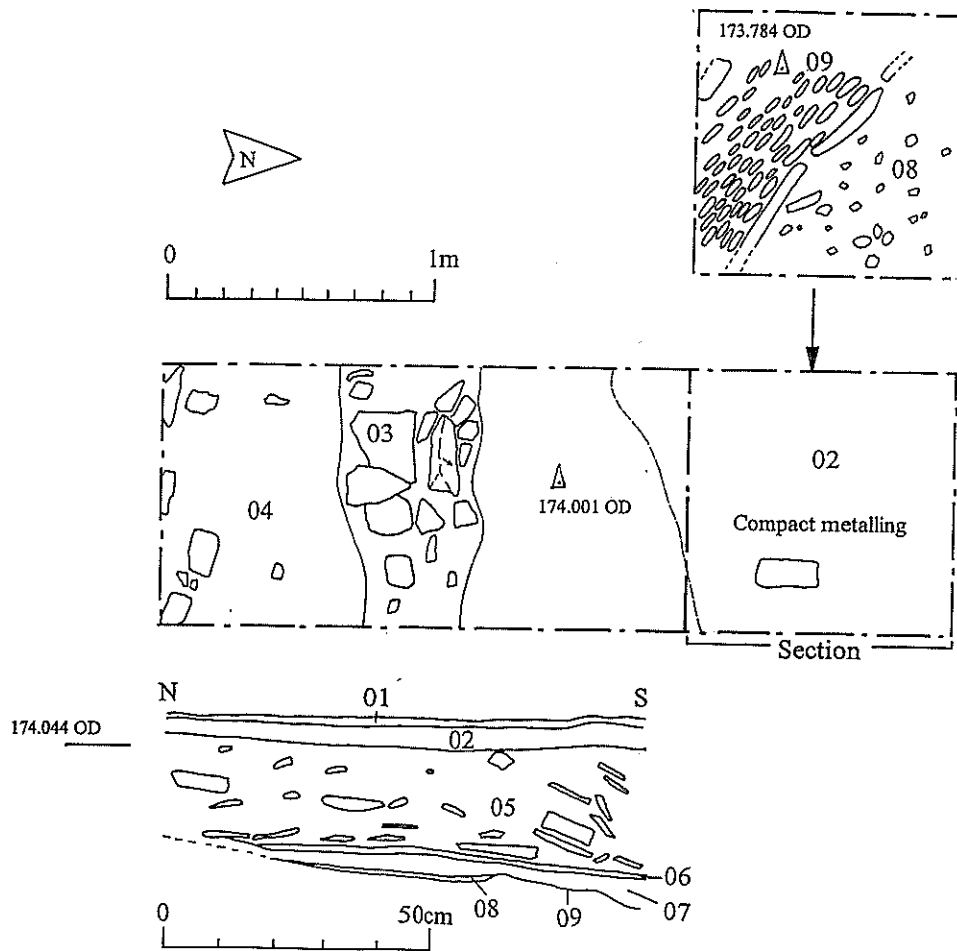 173.784 OD
09
N
08
0 1m
03
02
04
174.001 OD
Compact metalling
Section
N 01 S
174.044 OD
02
05
06
0 50cm 08 09 07